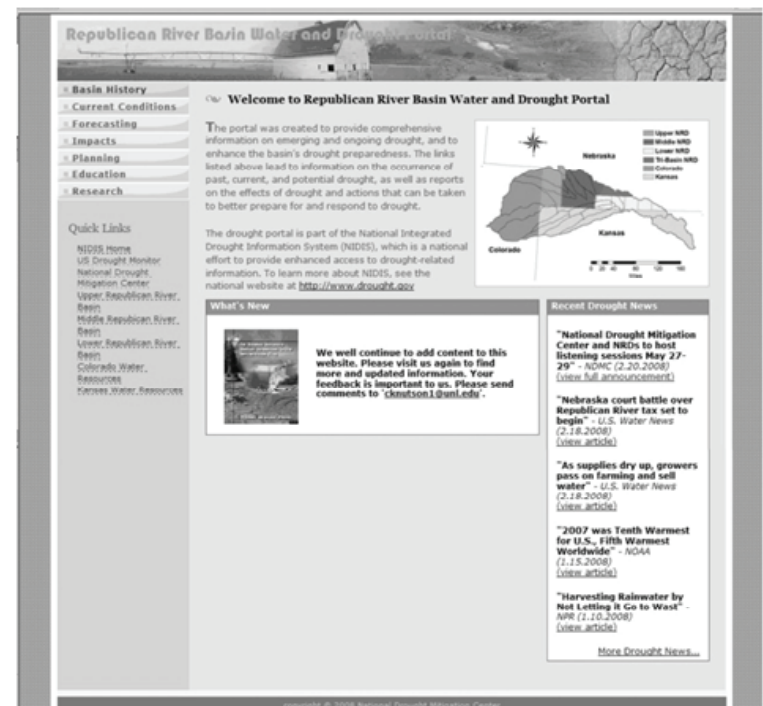 Republican River Basin Water and Drought Portal
Basin History
Current Conditions
Forecasting
Impacts
Planning
Education
Research
Quick Links
NIDIS Home
US Drought Monitor
National Drought
Mitigation Center
Upper Republican River
Basin
Middle Republican River
Basin
Lower Republican River
Basin
Colorado Water
Resources
Kansas Water Resources
Welcome to Republican River Basin Water and Drought Portal
The portal was created to provide comprehensive
information on emerging and ongoing drought, and to
enhance the basin's drought preparedness. The links
listed above lead to information on the occurrence of
past, current, and potential drought, as well as reports
on the effects of drought and actions that can be taken
to better prepare for and respond to drought.
The drought portal is part of the National Integrated
Drought Information System (NIDIS), which is a national
effort to provide enhanced access to drought-related
information. To learn more about NIDIS, see the
national website at http://www.drought.gov
Upper NRD
Middle NRD
Lower NRD
Tri-Basin NRD
Colorado
Kansas
Nebraska
Kansas
Colorado
0 20 40 80 120 160
Miles
What's New
We well continue to add content to this
website. Please visit us again to find
more and updated information. Your
feedback is important to us. Please send
comments to 'cknutson1@unl.edu'.
Recent Drought News
"National Drought Mitigation
Center and NRDs to host
listening sessions May 27-
29" - NDMC (2.20.2008)
(view full announcement)
"Nebraska court battle over
Republican River tax set to
begin" - U.S. Water News
(2.18.2008)
(view article)
"As supplies dry up, growers
pass on farming and sell
water" - U.S. Water News
(2.18.2008)
(view article)
"2007 was Tenth Warmest
for U.S., Fifth Warmest
Worldwide" - NOAA
(1.15.2008)
(view article)
"Harvesting Rainwater by
Not Letting it Go to Wast" -
NPR (1.10.2008)
(view article)
More Drought News...
copyright © 2008 National Drought Mitigation Center